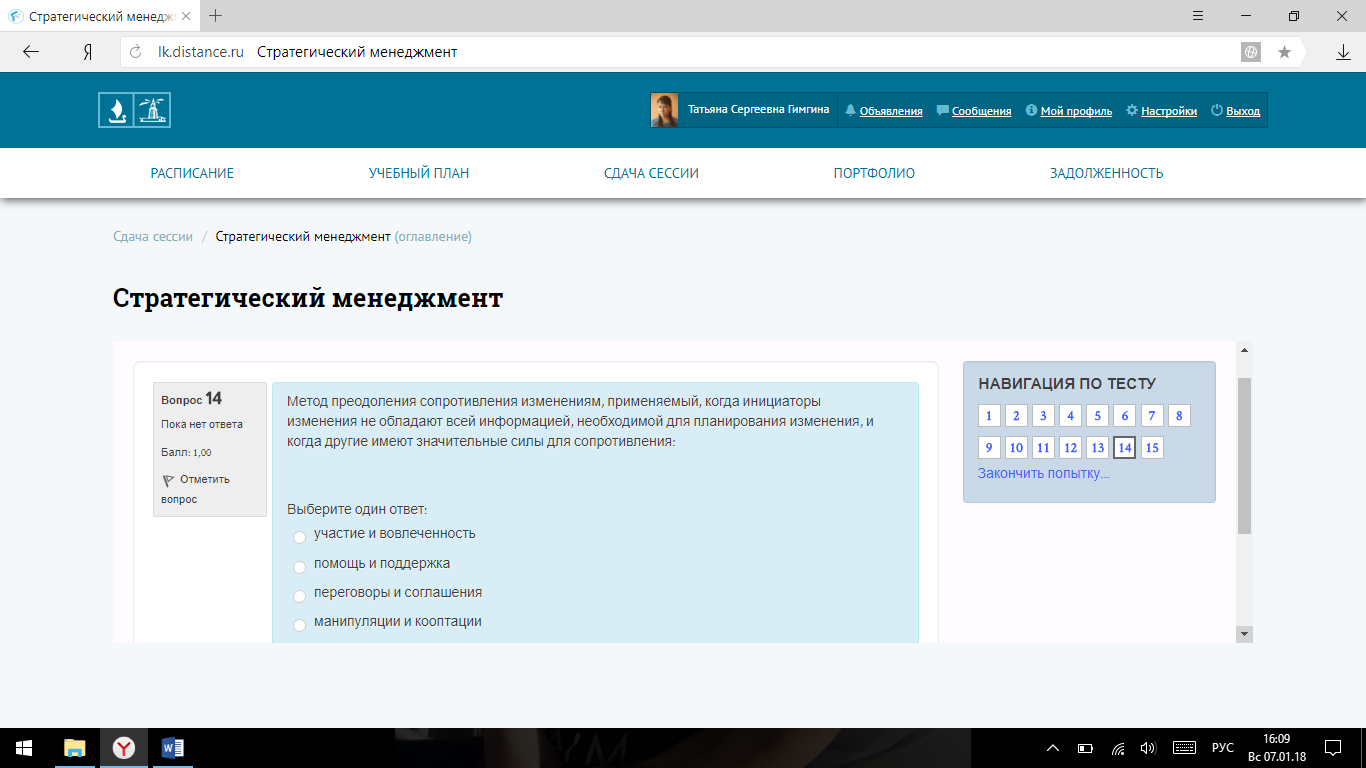 Стратегический менедж
lk.distance.ru Стратегический менеджмент
Татьяна Сергеевна Гимгина Объявления Сообщения Мой профиль Настройки Выход
РАСПИСАНИЕ УЧЕБНЫЙ ПЛАН СДАЧА СЕССИИ ПОРТФОЛИО ЗАДОЛЖЕННОСТЬ
Сдача сессии / Стратегический менеджмент (оглавление)
Стратегический менеджмент
Вопрос 14
Пока нет ответа
Балл: 1,00
Отметить
вопрос
Метод преодоления сопротивления изменениям, применяемый, когда инициаторы
изменения не обладают всей информацией, необходимой для планирования изменения, и
когда другие имеют значительные силы для сопротивления:
Выберите один ответ:
участие и вовлеченность
помощь и поддержка
переговоры и соглашения
манипуляции и кооптации
НАВИГАЦИЯ ПО ТЕСТУ
1 2 3 4 5 6 7 8
9 10 11 12 13 14 15
Закончить попытку...
РУС
16:09
Вс 07.01.18